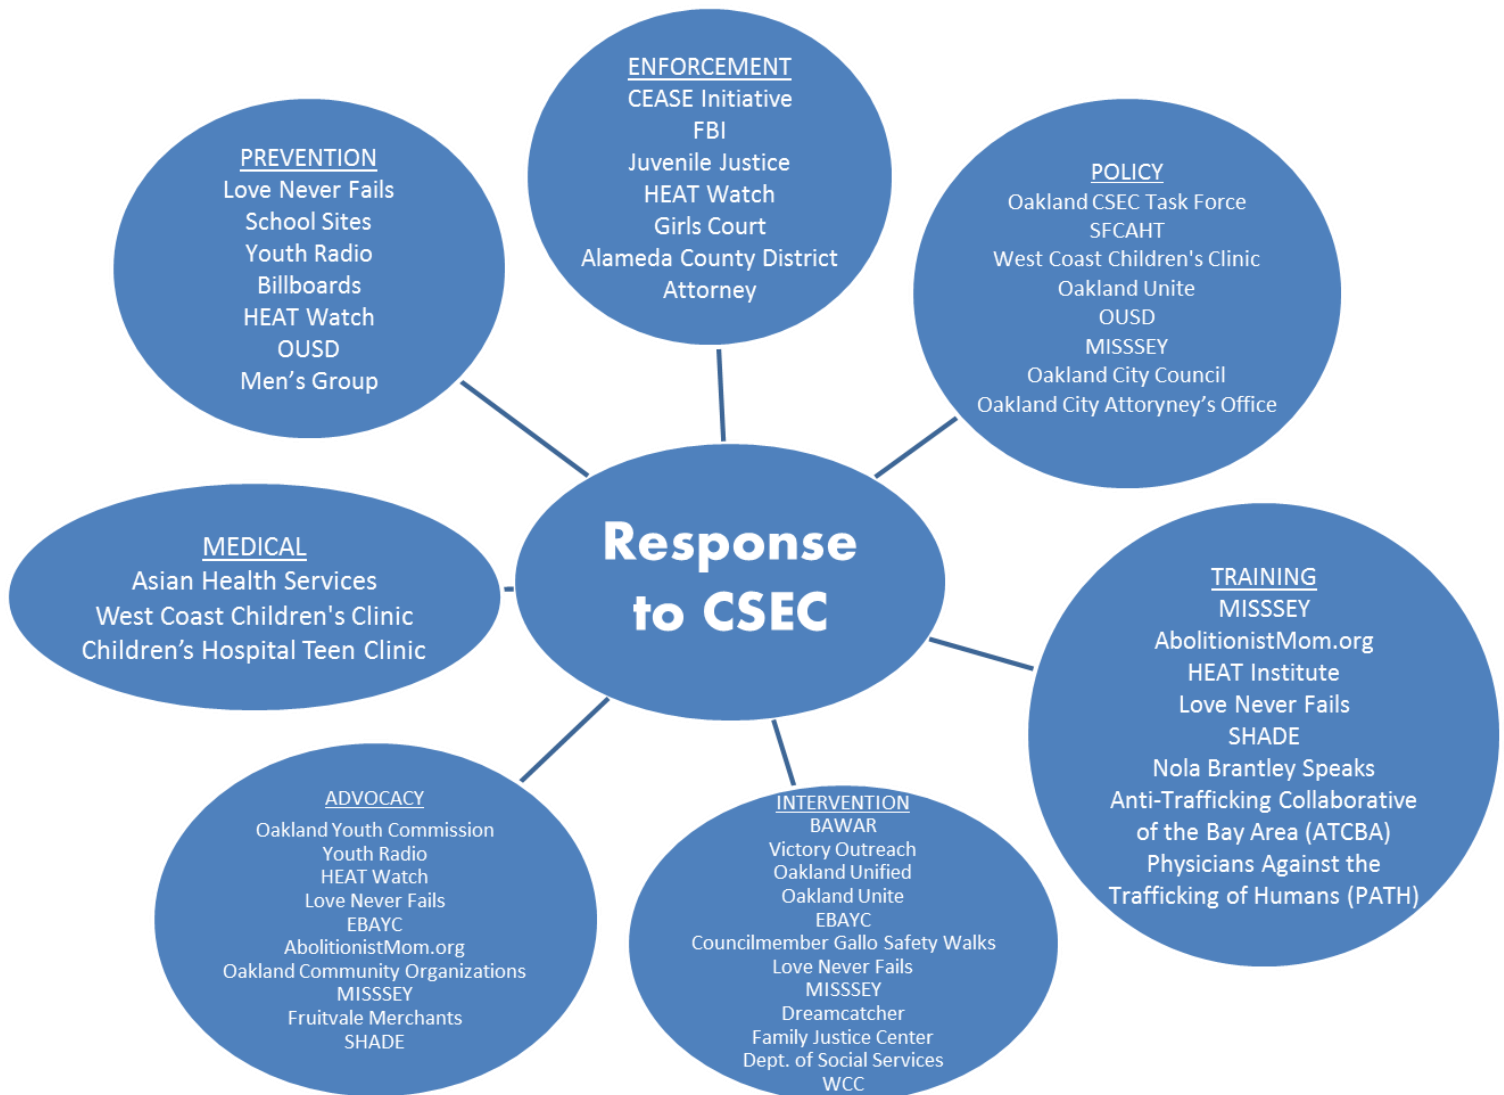 ENFORCEMENT
CEASE Initiative
FBI
Juvenile Justice
HEAT Watch
Girls Court
Alameda County District
Attorney
PREVENTION
Love Never Fails
School Sites
Youth Radio
Billboards
HEAT Watch
OUSD
Men’s Group
POLICY
Oakland CSEC Task Force
SFCAHT
West Coast Children's Clinic
Oakland Unite
OUSD
MISSSEY
Oakland City Council
Oakland City Attoryney’s Office
Response
to CSEC
MEDICAL
Asian Health Services
West Coast Children's Clinic
Children’s Hospital Teen Clinic
TRAINING
MISSSEY
AbolitionistMom.org
HEAT Institute
Love Never Fails
SHADE
Nola Brantley Speaks
Anti-Trafficking Collaborative
of the Bay Area (ATCBA)
Physicians Against the
Trafficking of Humans (PATH)
ADVOCACY
Oakland Youth Commission
Youth Radio
HEAT Watch
Love Never Fails
EBAYC
AbolitionistMom.org
Oakland Community Organizations
MISSSEY
Fruitvale Merchants
SHADE
INTERVENTION
BAWAR
Victory Outreach
Oakland Unified
Oakland Unite
EBAYC
Councilmember Gallo Safety Walks
Love Never Fails
MISSSEY
Dreamcatcher
Family Justice Center
Dept. of Social Services
WCC